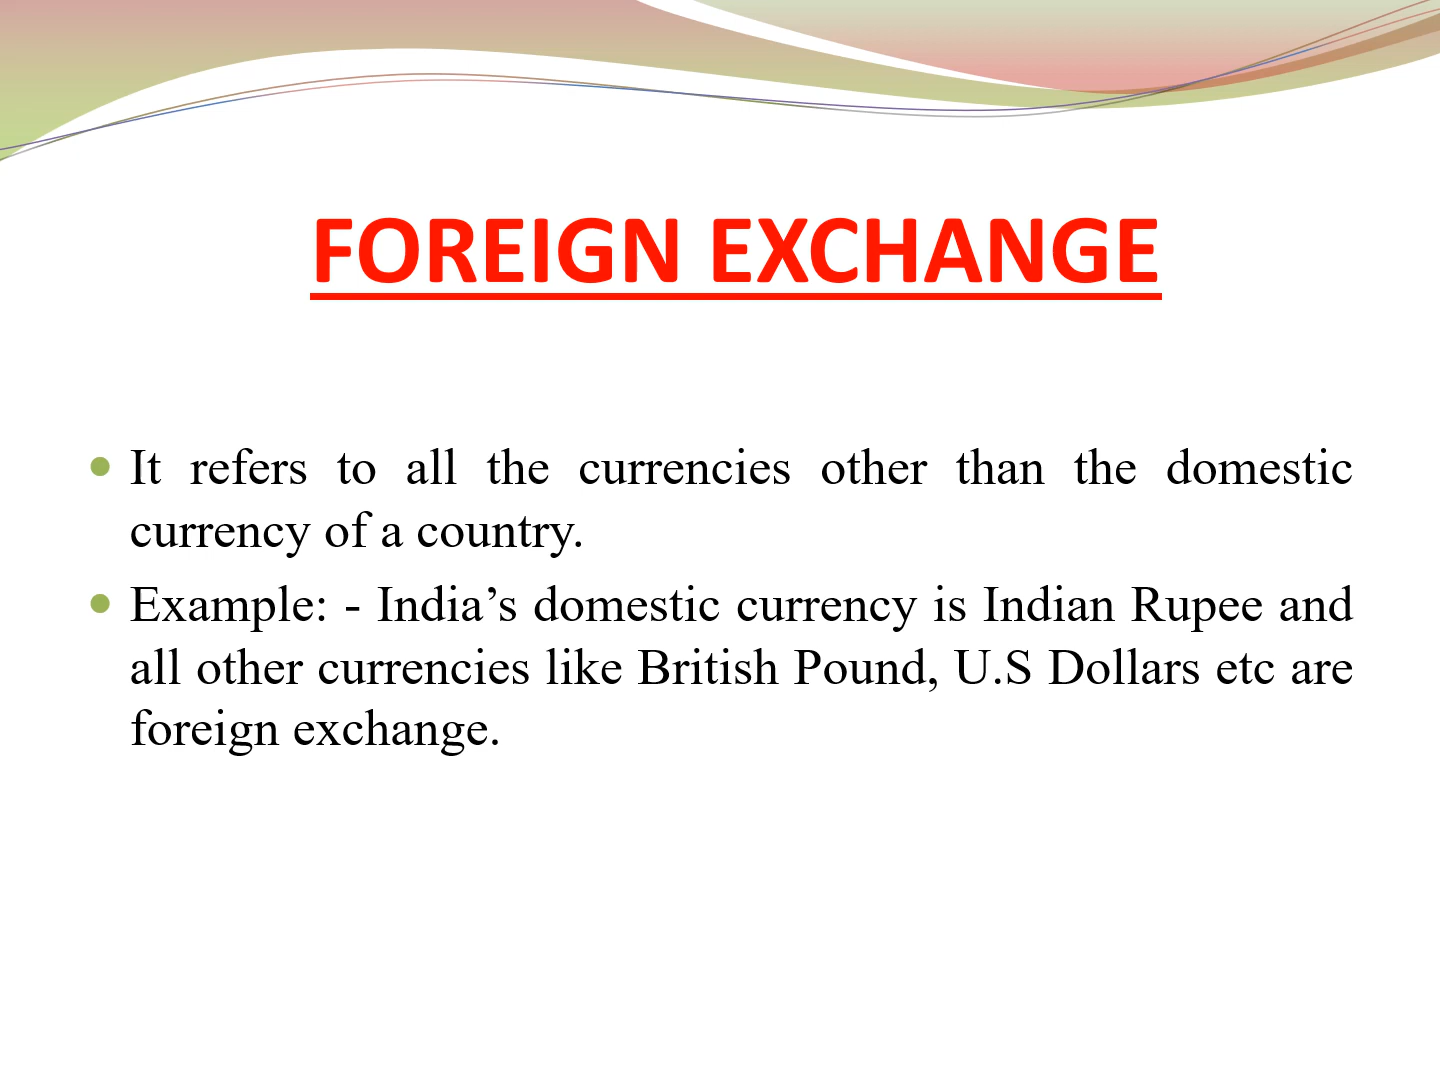 FOREIGN EXCHANGE
• It refers to all the currencies other than the domestic
currency of a country.
• Example: - India’s domestic currency is Indian Rupee and
all other currencies like British Pound, U.S Dollars etc are
foreign exchange.